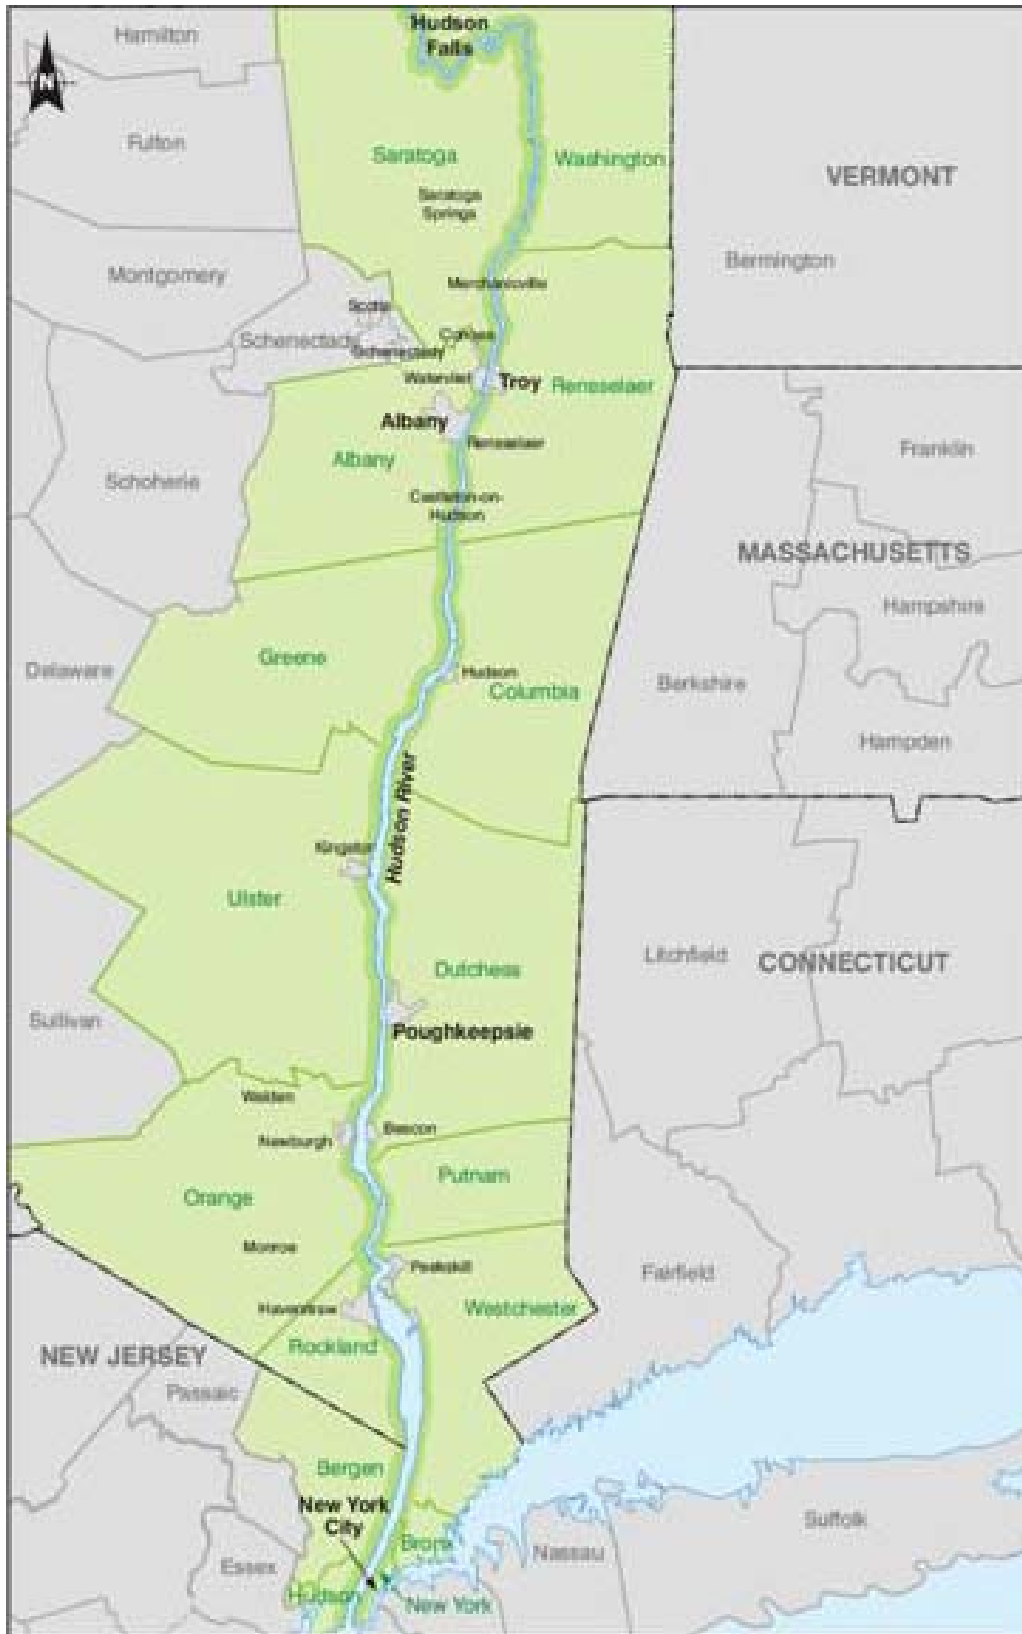 Hamilton
Hudson
Falls
N
Fulton
Saratoga
Washington
VERMONT
Saratoga
Springs
Bermington
Montgomery
Mechanicville
Scotia
Schenectady
Cohoes
Schenectady
Watervliet
Troy
Rensselaer
Albany
Rensselaer
Franklin
Albany
Schoherie
Castleton-on-
Hudson
MASSACHUSETTS
Hampshire
Greene
Delaware
Hudson
Columbia
Berkshire
Hampden
Hudson River
Kingston
Ulster
Litchfield
CONNECTICUT
Dutchess
Sullivan
Poughkeepsie
Walden
Newburgh
Beacon
Putnam
Orange
Monroe
Peekskill
Fairfield
Haverstraw
Westchester
Rockland
NEW JERSEY
Passaic
Bergen
New York
City
Suffolk
Bronx
Nassau
Essex
Hudson
New York